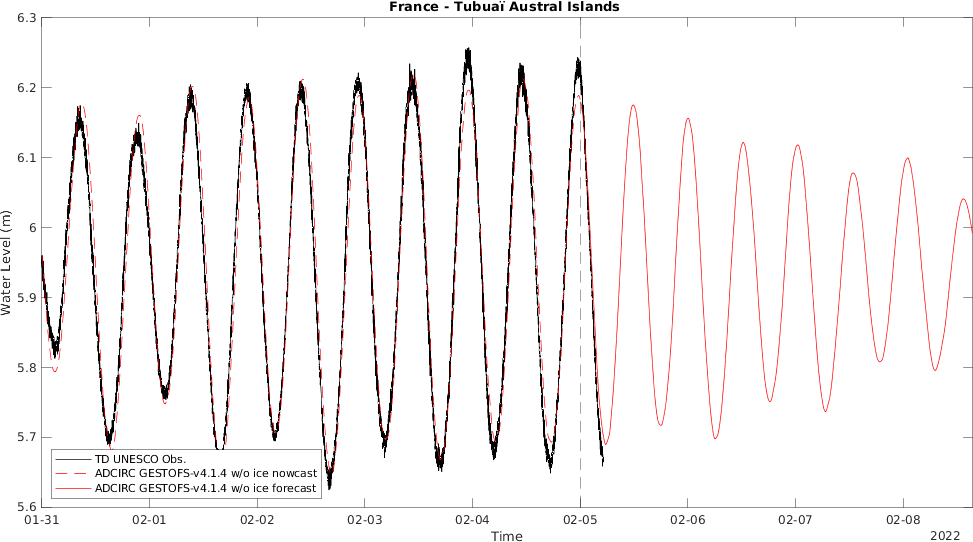 France - Tubuaï Austral Islands
6.3
6.2
6.1
6
5.9
5.8
5.7
5.6
Water Level (m)
TD UNESCO Obs.
ADCIRC GESTOFS-v4.1.4 w/o ice nowcast
ADCIRC GESTOFS-v4.1.4 w/o ice forecast
01-31 02-01 02-02 02-03 02-04 02-05 02-06 02-07 02-08
Time
2022